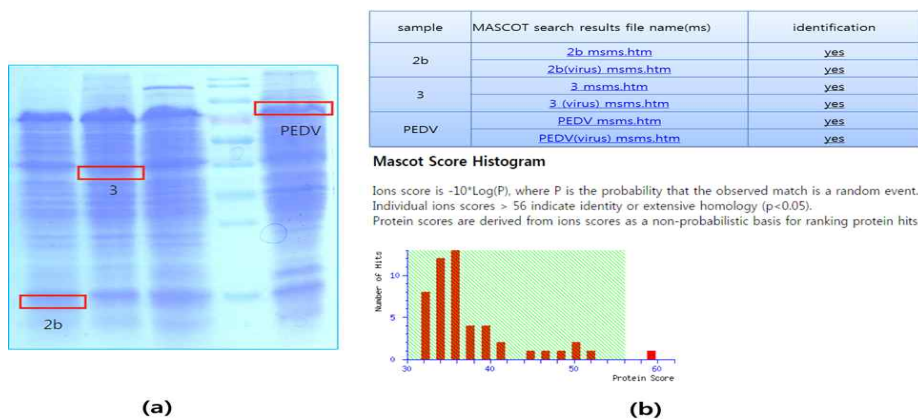 PEDV
3
2b
(a)
sample MASCOT search results file name(ms) identification
2b 2b msms.htm yes
2b(virus) msms.htm yes
3 3 msms.htm yes
3 (virus) msms.htm yes
PEDV PEDV msms.htm yes
PEDV(virus) msms.htm yes
Mascot Score Histogram
Ions score is -10*Log(P), where P is the probability that the observed match is a random event.
Individual ions scores > 56 indicate identity or extensive homology (p<0.05).
Protein scores are derived from ions scores as a non-probabilistic basis for ranking protein hits
Number of Hits
10
5
0
30 40 50 60
Protein Score
(b)